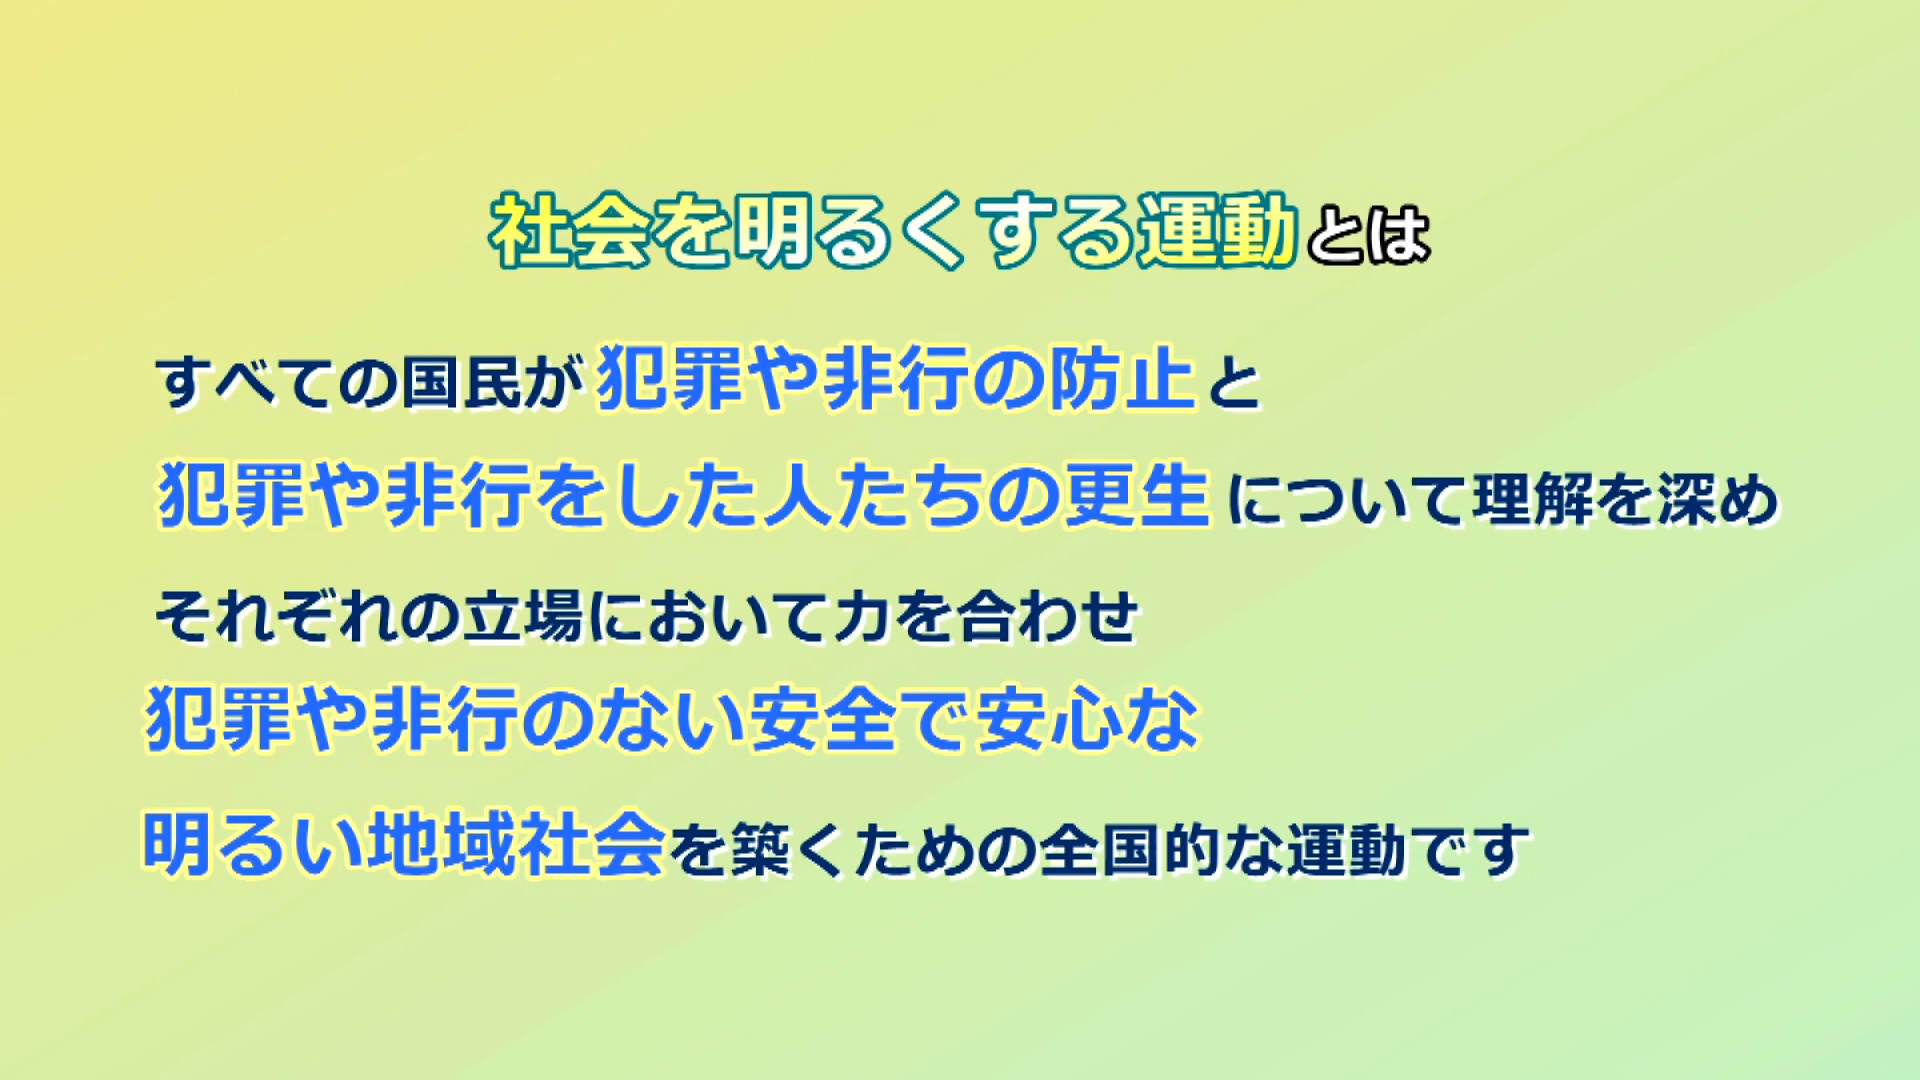 社会を明るくする運動とは
すべての国民が犯罪や非行の防止と
犯罪や非行をした人たちの更生について理解を深め
それぞれの立場において力を合わせ
犯罪や非行のない安全で安心な
明るい地域社会を築くための全国的な運動です